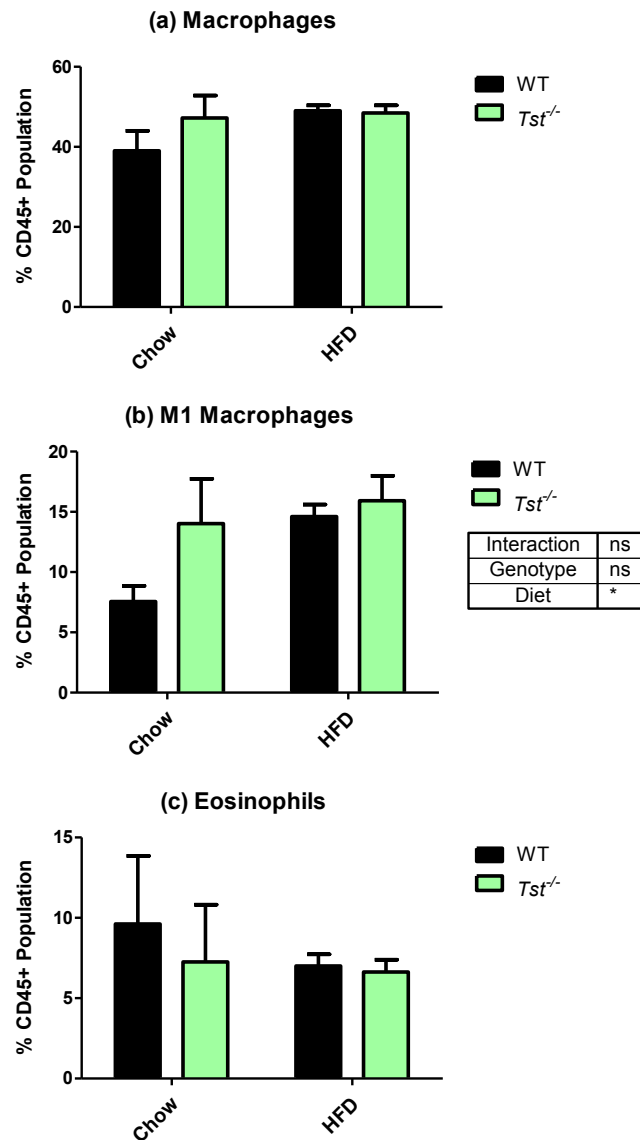 (a) Macrophages
% CD45+ Population
60
40
20
0
Chow
HFD
WT
Tst-/-
(b) M1 Macrophages
% CD45+ Population
20
15
10
5
0
Chow
HFD
WT
Tst-/-
Interaction ns
Genotype ns
Diet *
(c) Eosinophils
% CD45+ Population
15
10
5
0
Chow
HFD
WT
Tst-/-